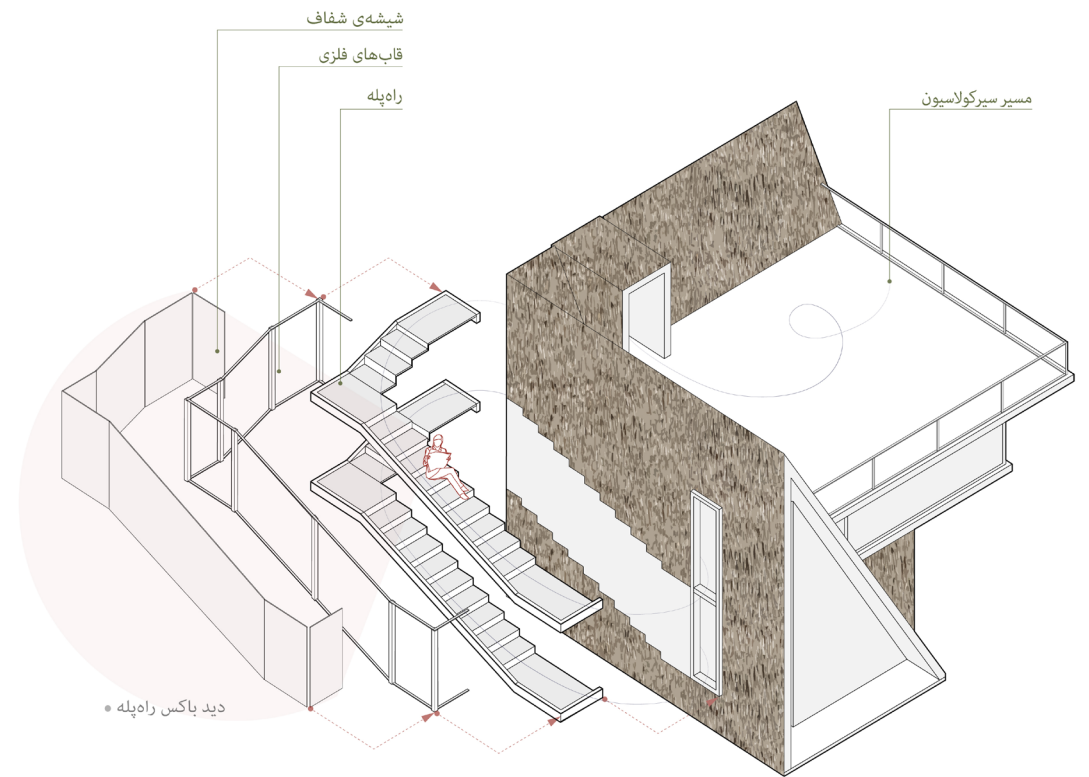 شیشه‌ی شفاف
قاب‌های فلزی
راه‌پله
مسیر سیرکولاسیون
دید باکس راه‌پله